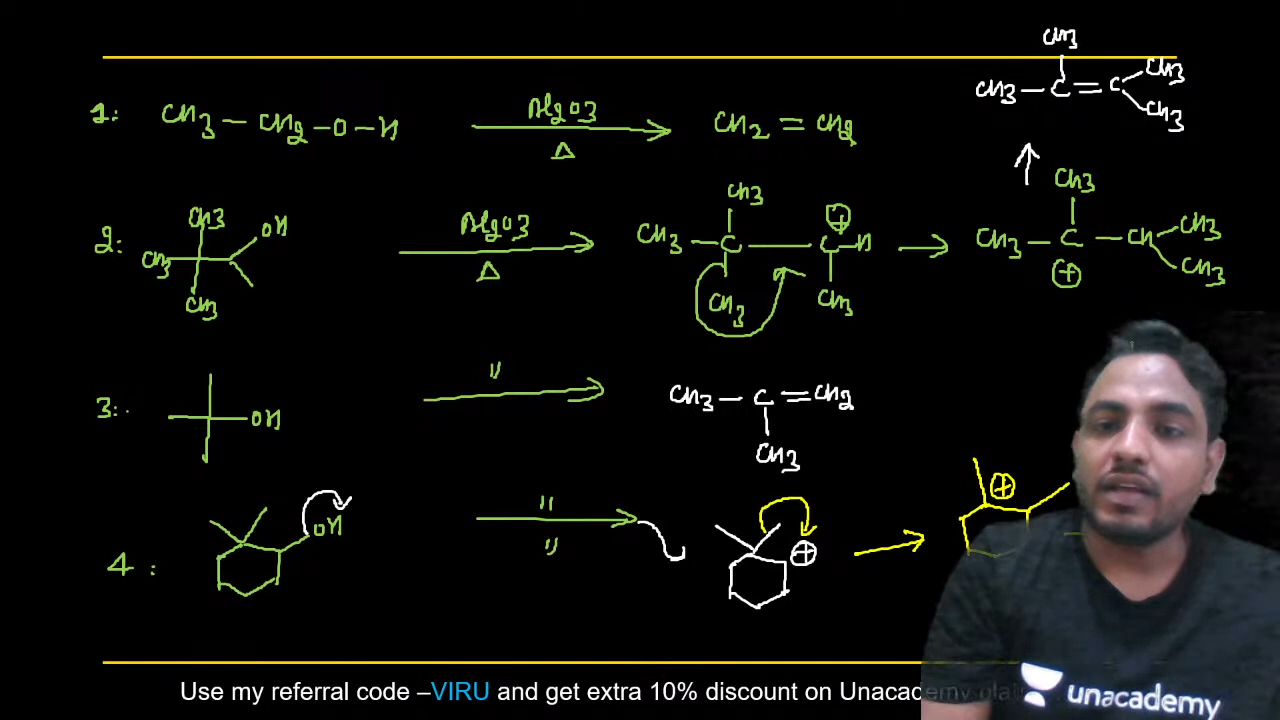 1: CH3 – CH2 – O – H Al2O3 Δ CH2 = CH2
CH3
CH3 – C = C CH3
CH3
2: CH3 OH
CH3
CH3
Al2O3
Δ
CH3
CH3 – C — C – H ⊕
CH3 CH3
CH3
CH3 – C – CH CH3
⊕ CH3
3: OH
"
CH3 – C = CH2
CH3
4: OH
"
"
⊕
⊕
Use my referral code –VIRU and get extra 10% discount on Unacademy
unacademy